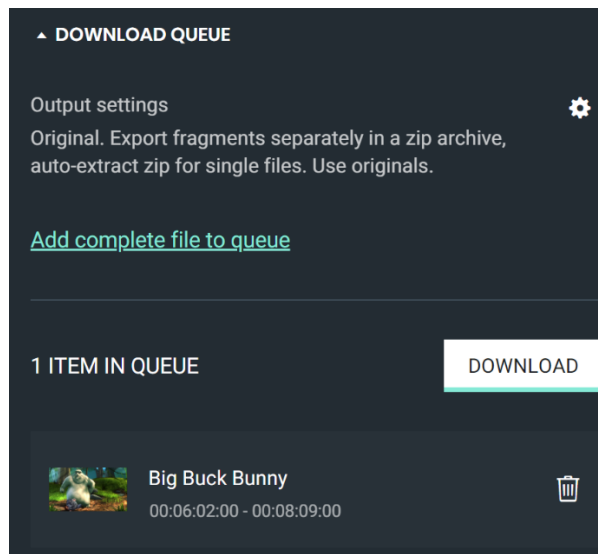 DOWNLOAD QUEUE
Output settings
Original. Export fragments separately in a zip archive,
auto-extract zip for single files. Use originals.
Add complete file to queue
1 ITEM IN QUEUE
DOWNLOAD
Big Buck Bunny
00:06:02:00 - 00:08:09:00